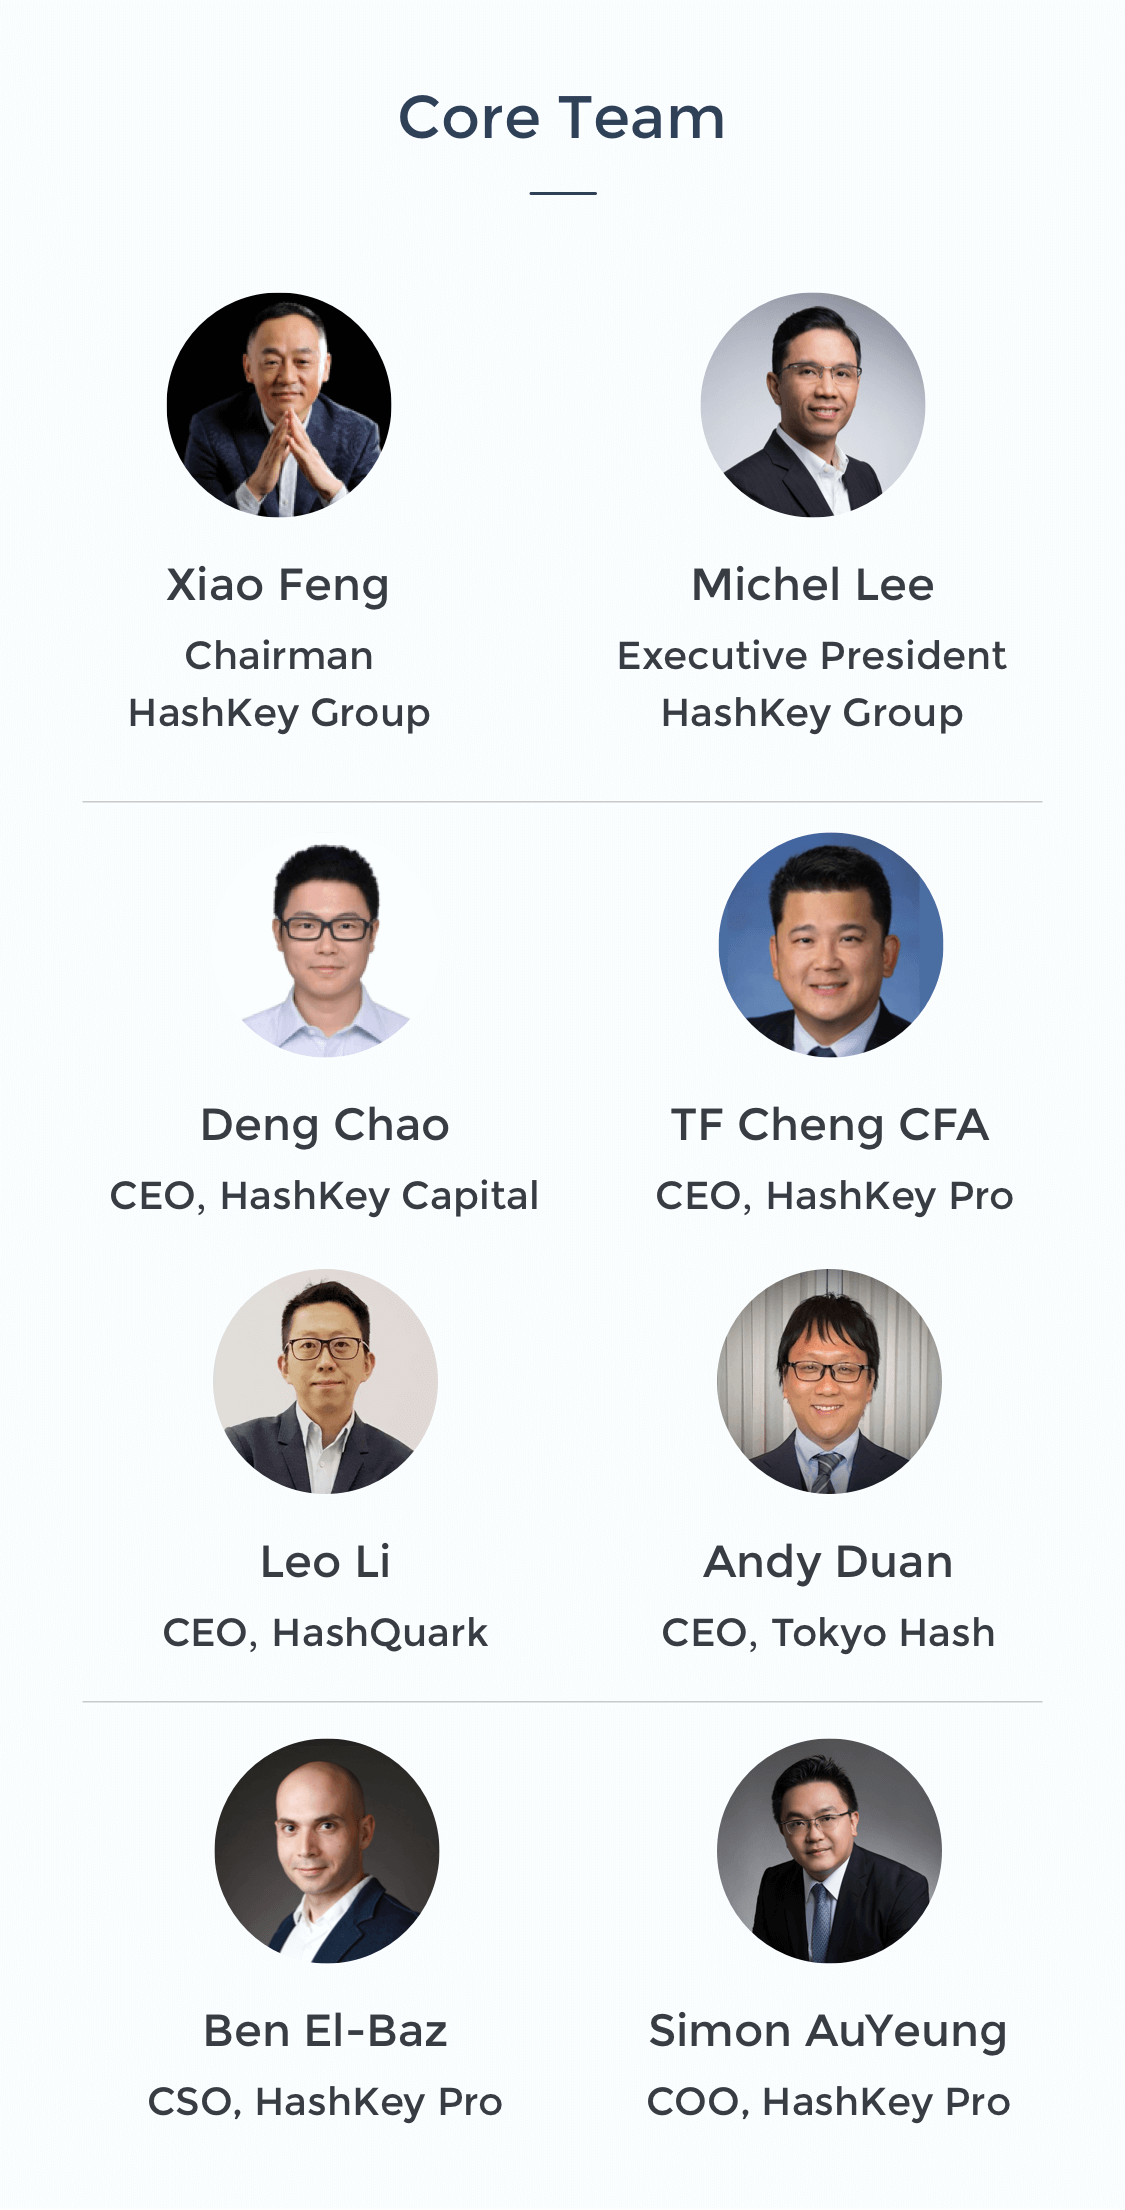 Core Team
Xiao Feng
Chairman
HashKey Group
Michel Lee
Executive President
HashKey Group
Deng Chao
CEO, HashKey Capital
TF Cheng CFA
CEO, HashKey Pro
Leo Li
CEO, HashQuark
Andy Duan
CEO, Tokyo Hash
Ben El-Baz
CSO, HashKey Pro
Simon AuYeung
COO, HashKey Pro